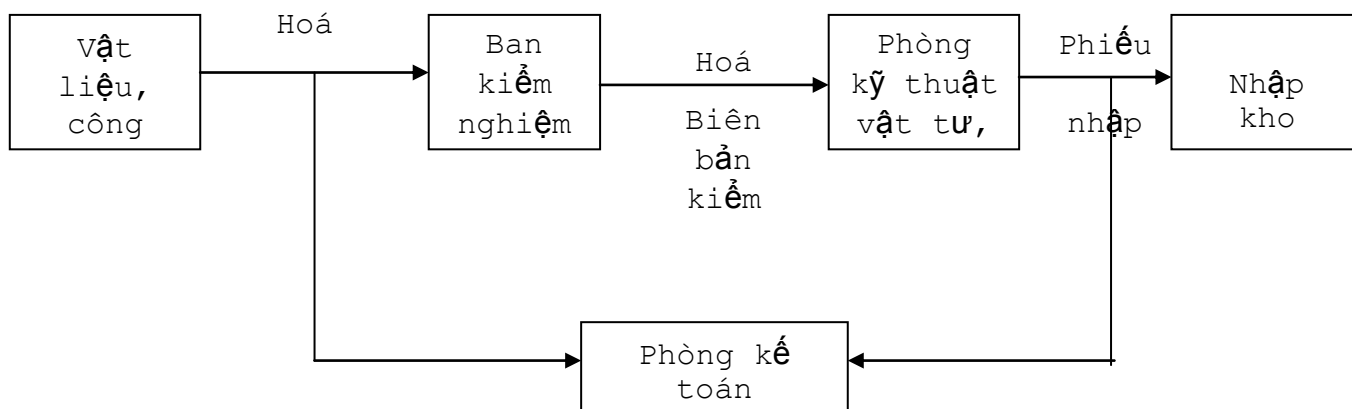 Vật
liệu,
công
Hoá
Ban
kiểm
nghiệm
Hoá
Biên
bản
kiểm
Phòng
kỹ thuật
vật tư,
Phiếu
nhập
Nhập
kho
Phòng kế
toán